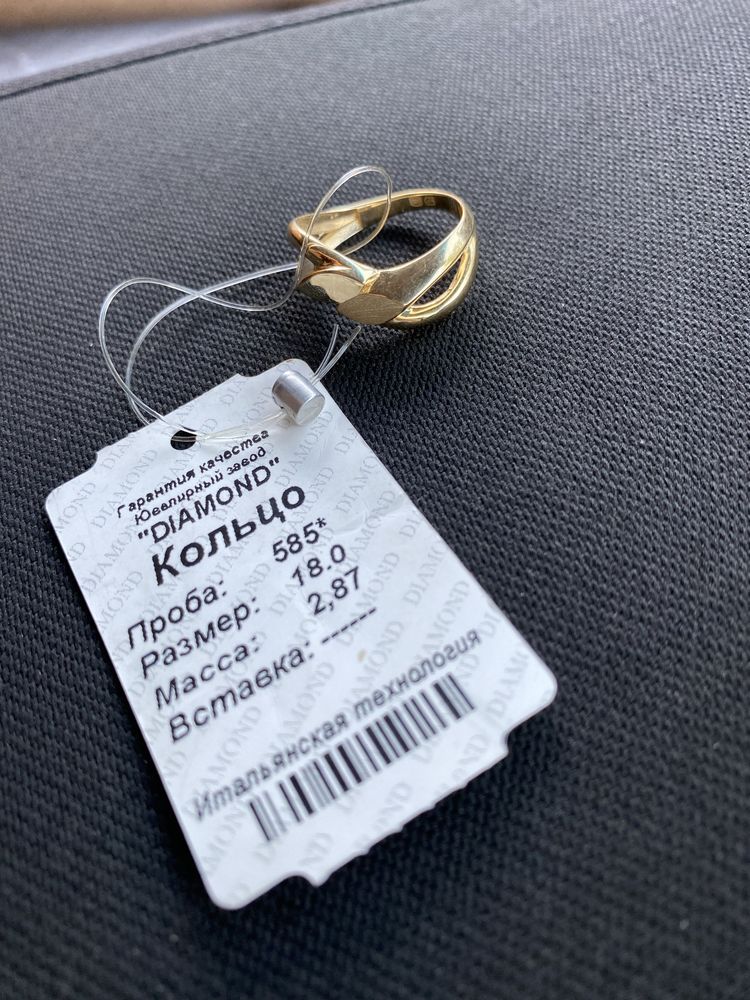 Гарантия качества
Ювелирный завод
"DIAMOND"
Кольцо
Проба: 585*
Размер: 18.0
Масса: 2,87
Вставка: ------
Итальянская технология